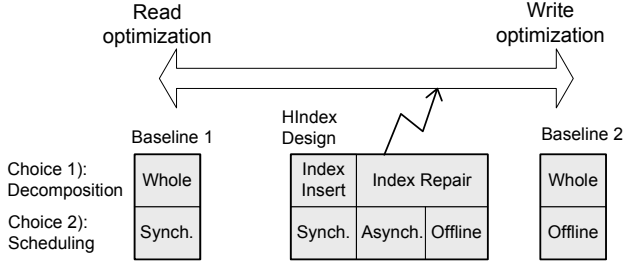 Read
optimization
Write
optimization
Baseline 1
HIndex
Design
Baseline 2
Choice 1):
Decomposition
Whole
Index
Insert
Index Repair
Whole
Choice 2):
Scheduling
Synch.
Synch.
Asynch.
Offline
Offline